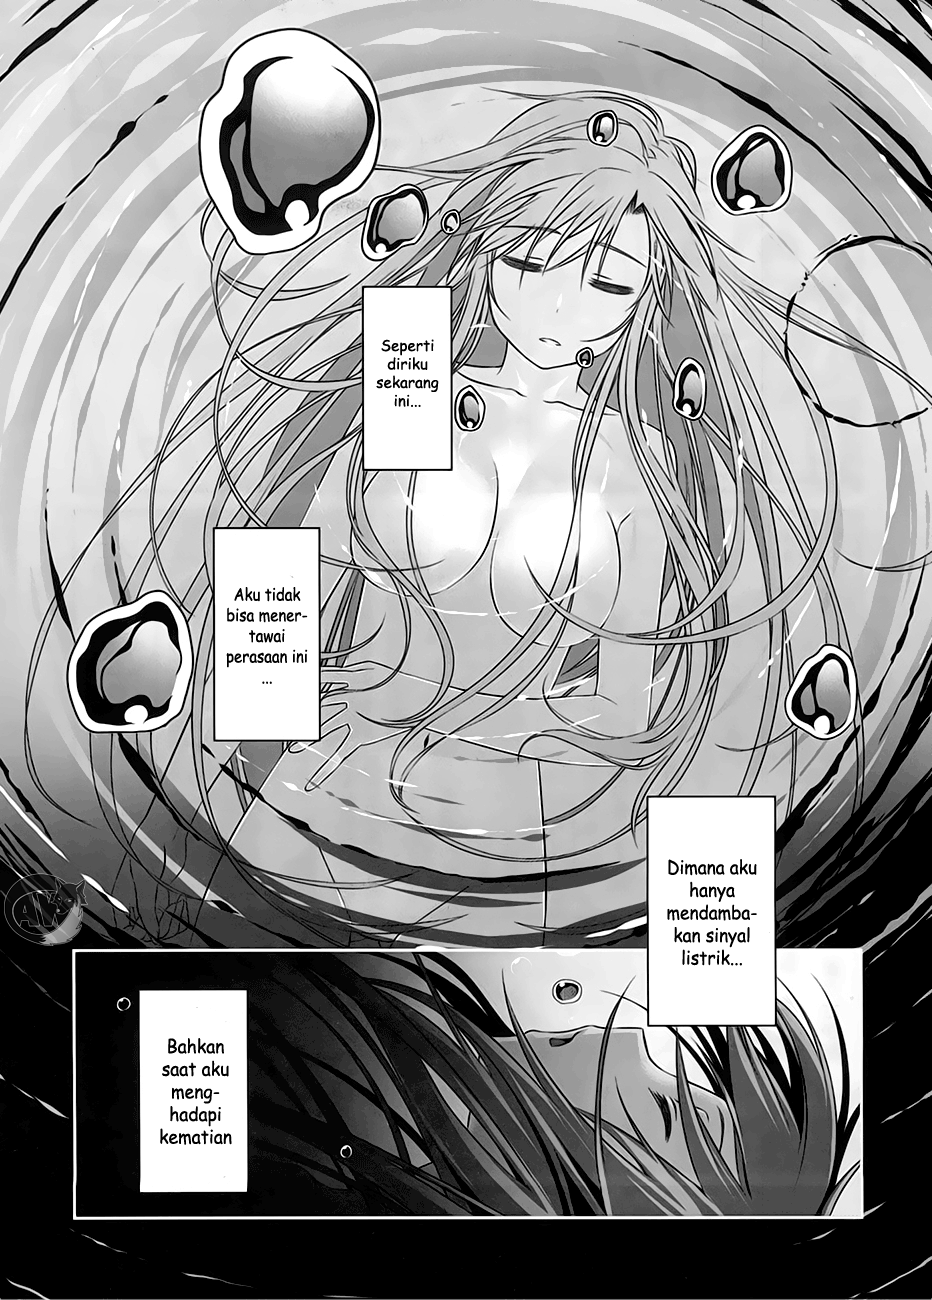 Seperti
diriku
sekarang
ini...
Aku tidak
bisa mener-
tawai
perasaan ini
...
Dimana aku
hanya
mendamba-
kan sinyal
listrik...
Bahkan
saat aku
meng-
hadapi
kematian